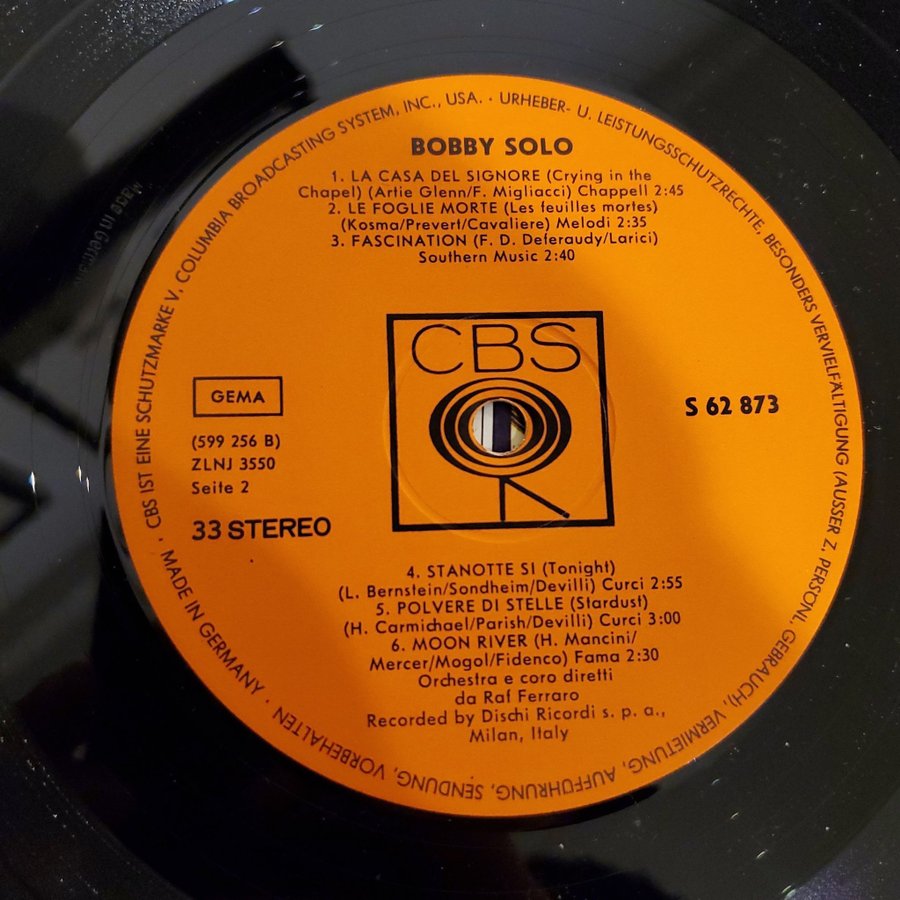 BOBBY SOLO
1. LA CASA DEL SIGNORE (Crying in the
Chapel) (Artie Glenn/F. Migliacci) Chappell 2:45
2. LE FOGLIE MORTE (Les feuilles mortes)
(Kosma/Prevert/Cavaliere) Melodi 2:35
3. FASCINATION (F. D. Deferaudy/Larici)
Southern Music 2:40
CBS
GEMA
S 62 873
(599 256 B)
ZLNJ 3550
Seite 2
33 STEREO
4. STANOTTE SI (Tonight)
(L. Bernstein/Sondheim/Devilli) Curci 2:55
5. POLVERE DI STELLE (Stardust)
(H. Carmichael/Parish/Devilli) Curci 3:00
6. MOON RIVER (H. Mancini/
Mercer/Mogol/Fidenco) Fama 2:30
Orchestra e coro diretti
da Raf Ferraro
Recorded by Dischi Ricordi s. p. a.,
Milan, Italy
· CBS IST EINE SCHUTZMARKE V. COLUMBIA BROADCASTING SYSTEM, INC., USA. · URHEBER- U. LEISTUNGSSCHUTZRECHTE, BESONDERS VERVIELFÄLTIGUNG (AUSSER Z. PERSÖNL. GEBRAUCH), VERMIETUNG, AUFFÜHRUNG, SENDUNG, VORBEHALTEN · MADE IN GERMANY
Made in Germany